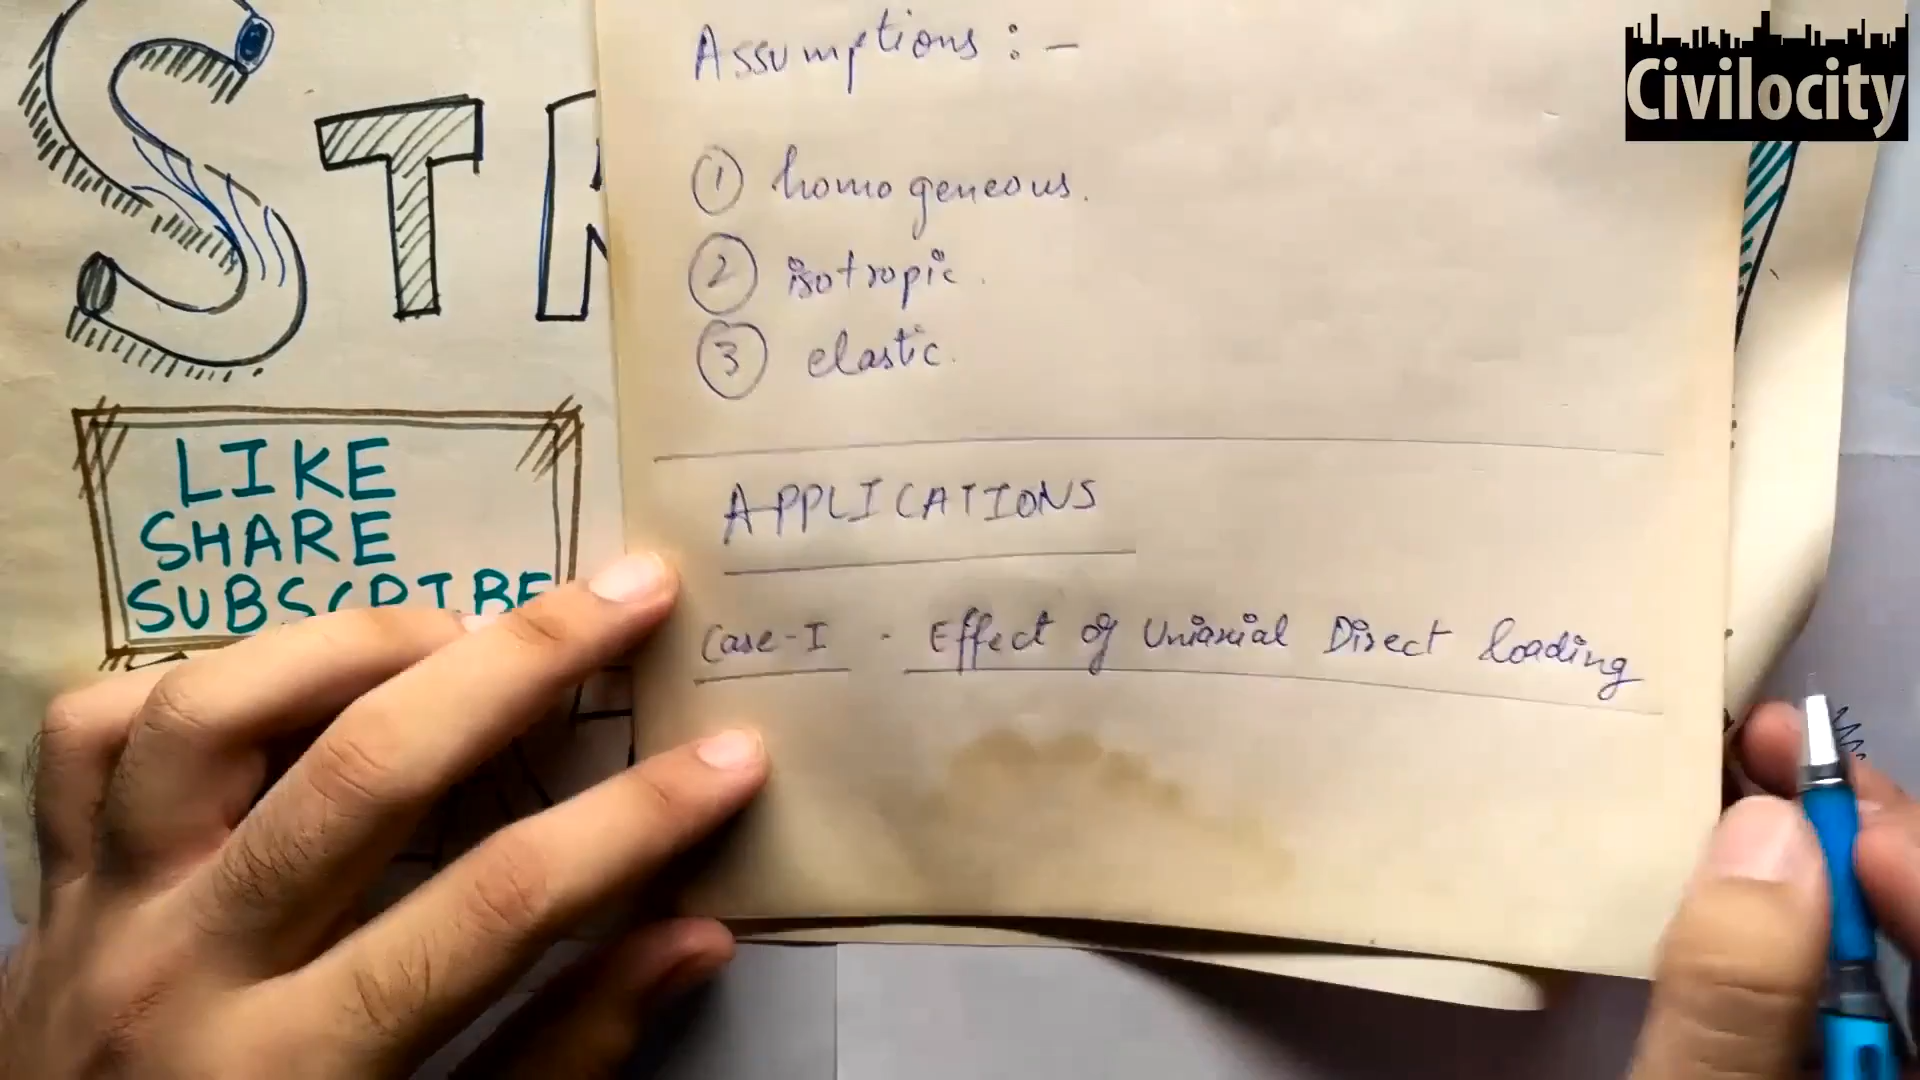 Civilocity
Assumptions : -
① homogeneous.
② isotropic.
③ elastic.
APPLICATIONS
Case-I - Effect of Uniaxial Direct loading
ST
LIKE
SHARE
SUBSCRIBE